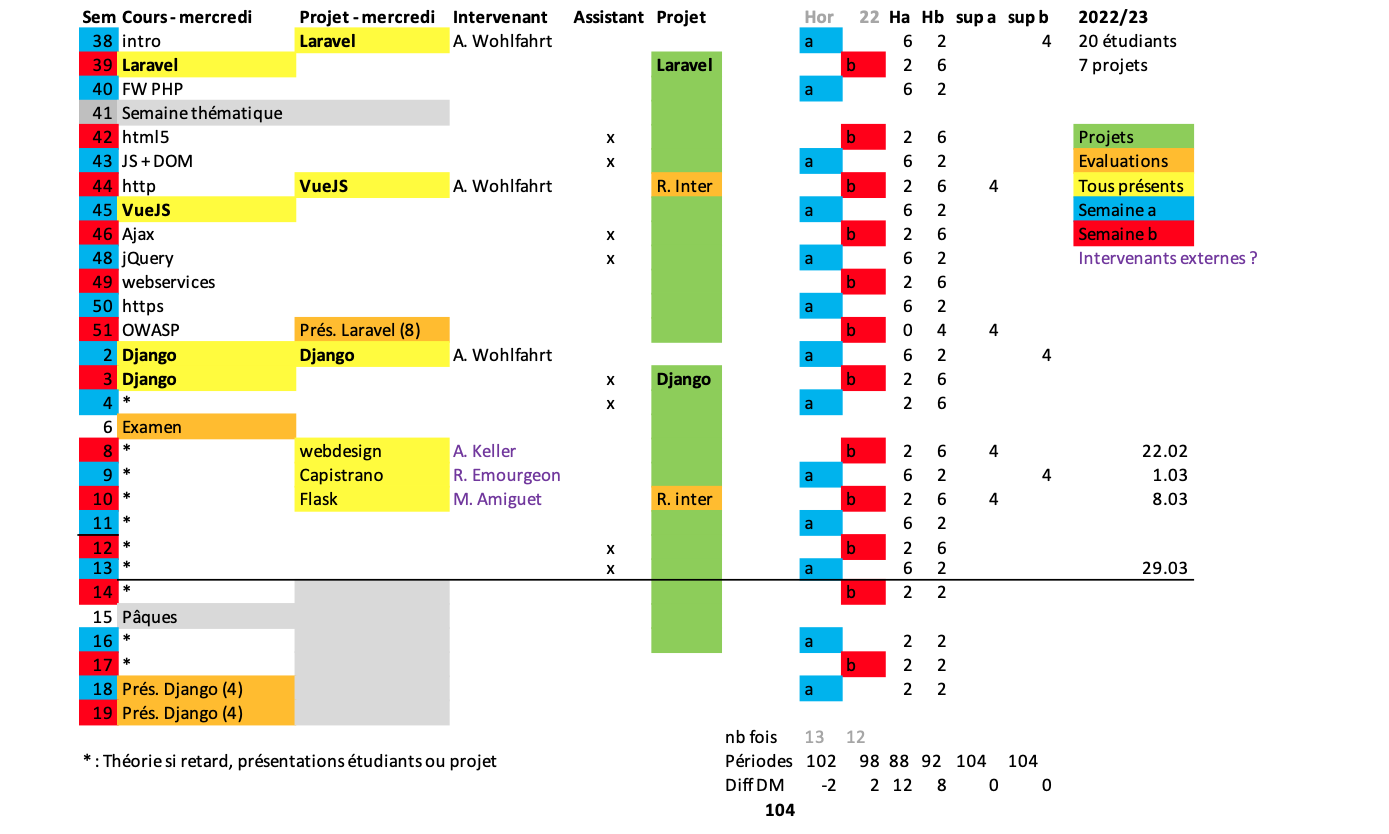 Sem Cours - mercredi Projet - mercredi Intervenant Assistant Projet Hor 22 Ha Hb sup a sup b 2022/23
38 intro Laravel A. Wohlfahrt a 6 2 4 20 étudiants
39 Laravel Laravel b 2 6 7 projets
40 FW PHP a 6 2
41 Semaine thématique
42 html5 x b 2 6 Projets
43 JS + DOM x a 6 2 Evaluations
44 http VueJS A. Wohlfahrt R. Inter b 2 6 4 Tous présents
45 VueJS a 6 2 Semaine a
46 Ajax x b 2 6 Semaine b
48 jQuery x a 6 2 Intervenants externes ?
49 webservices b 2 6
50 https a 6 2
51 OWASP Prés. Laravel (8) b 0 4 4
2 Django Django A. Wohlfahrt a 6 2 4
3 Django x Django b 2 6
4 * x a 2 6
6 Examen
8 * webdesign A. Keller b 2 6 4 22.02
9 * Capistrano R. Emourgeon a 6 2 4 1.03
10 * Flask M. Amiguet R. inter b 2 6 4 8.03
11 * a 6 2
12 * x b 2 6
13 * x a 6 2 29.03
14 * b 2 2
15 Pâques
16 * a 2 2
17 * b 2 2
18 Prés. Django (4) a 2 2
19 Prés. Django (4)
nb fois 13 12
* : Théorie si retard, présentations étudiants ou projet Périodes 102 98 88 92 104 104
Diff DM -2 2 12 8 0 0
104